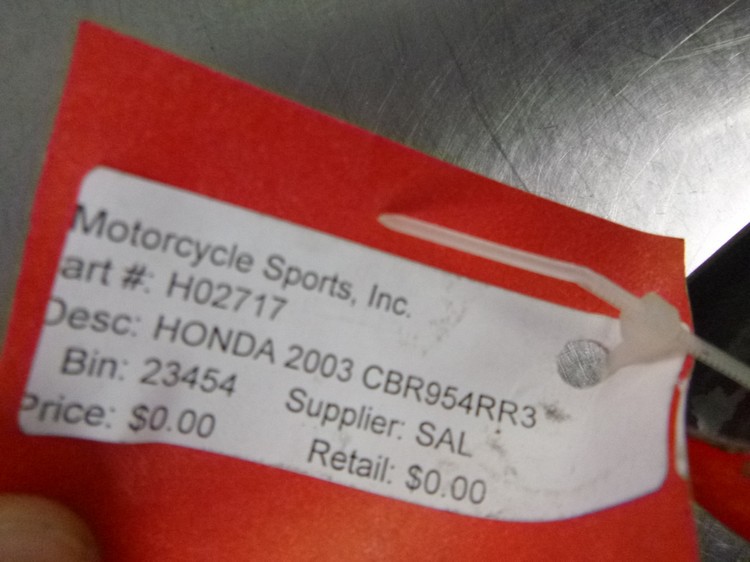 Motorcycle Sports, Inc.
art #: H02717
Desc: HONDA 2003 CBR954RR3
Bin: 23454 Supplier: SAL
Price: $0.00 Retail: $0.00